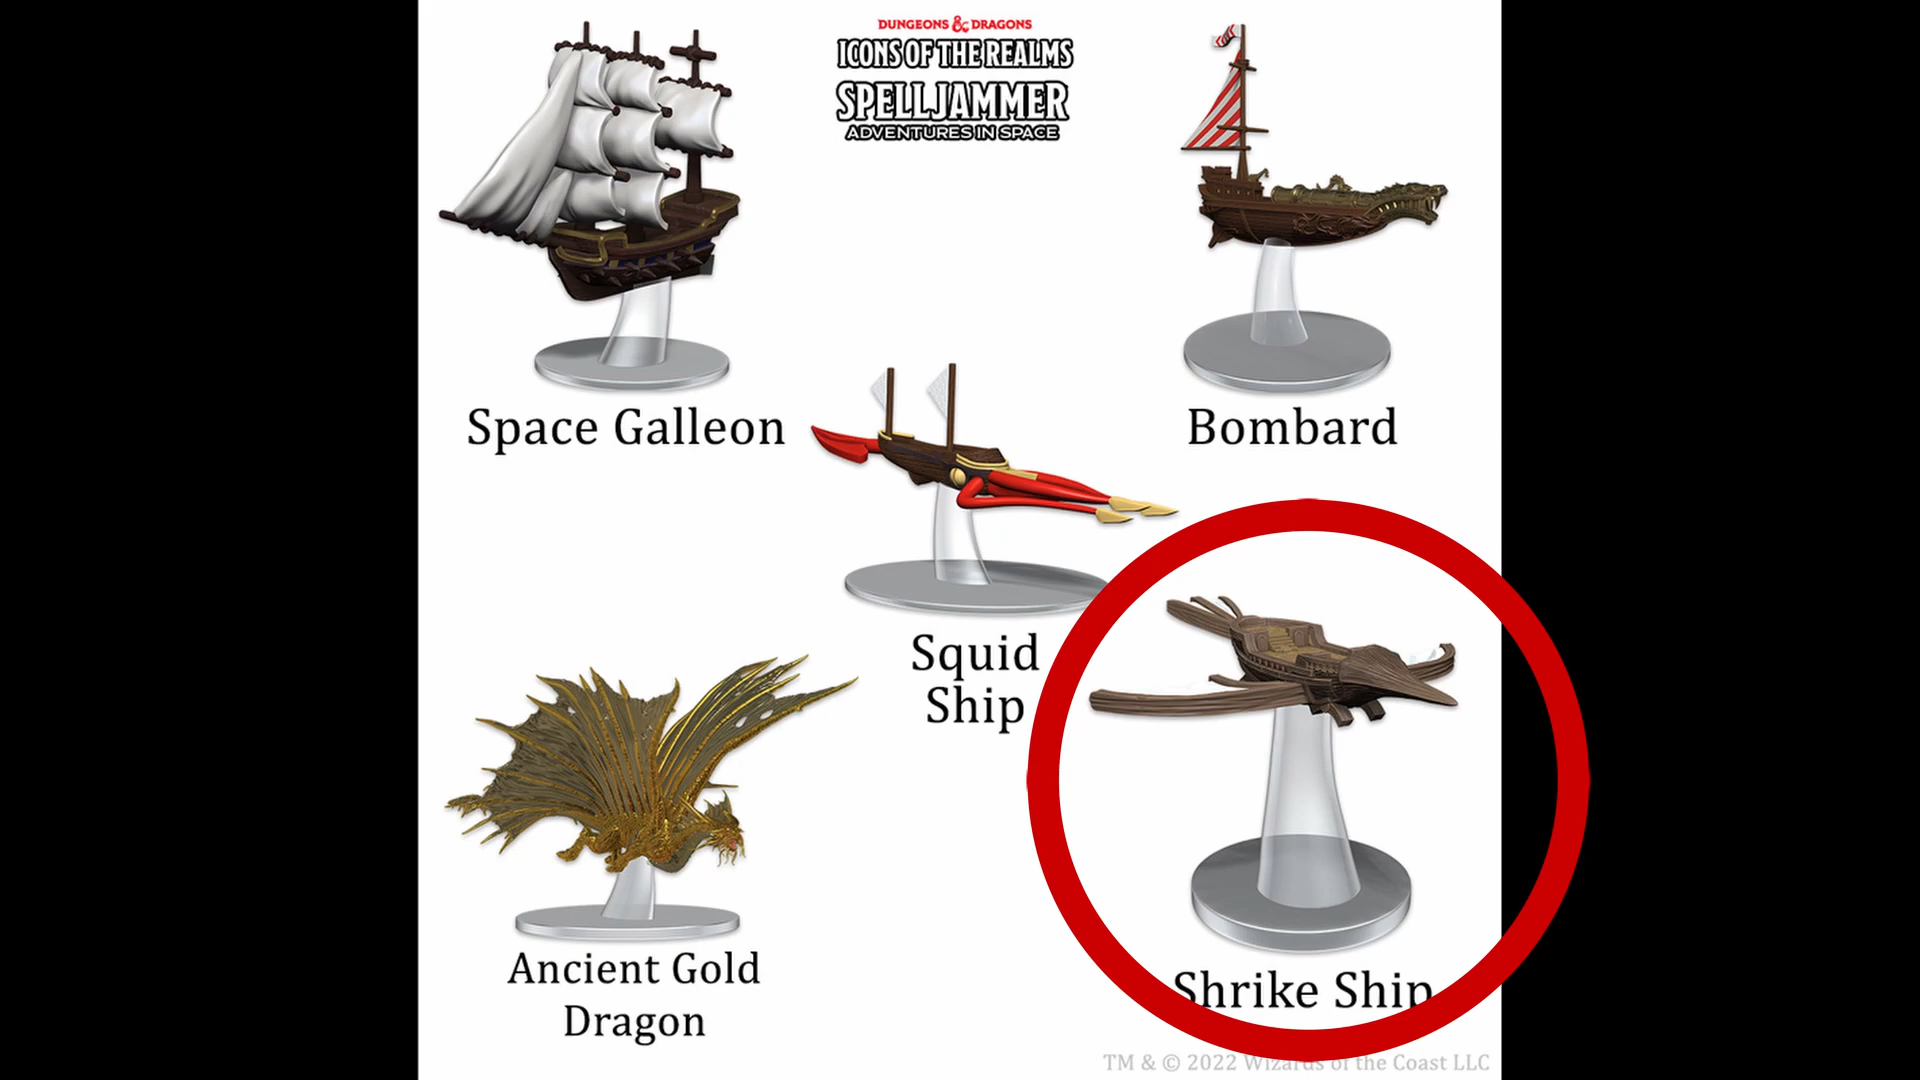 DUNGEONS & DRAGONS
ICONS OF THE REALMS
SPELLJAMMER
ADVENTURES IN SPACE
Space Galleon
Bombard
Squid
Ship
Ancient Gold
Dragon
Shrike Ship
TM & © 2022 Wizards of the Coast LLC